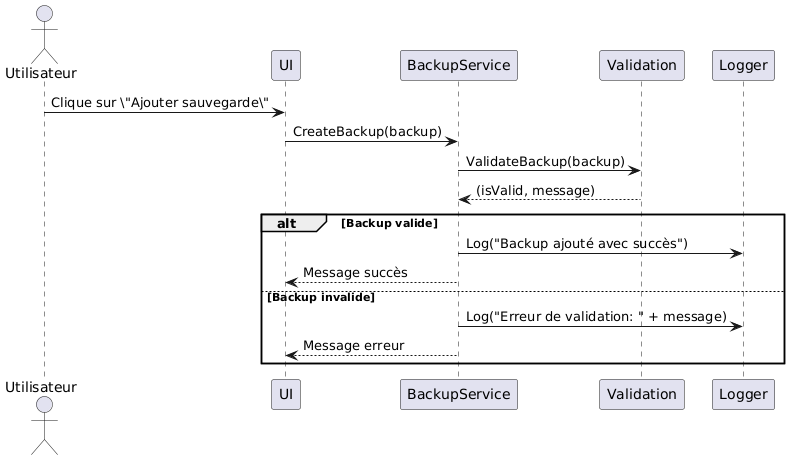 Utilisateur
UI
BackupService
Validation
Logger
Clique sur \"Ajouter sauvegarde\"
CreateBackup(backup)
ValidateBackup(backup)
(isValid, message)
alt
[Backup valide]
Log("Backup ajouté avec succès")
Message succès
[Backup invalide]
Log("Erreur de validation: " + message)
Message erreur
Utilisateur
UI
BackupService
Validation
Logger